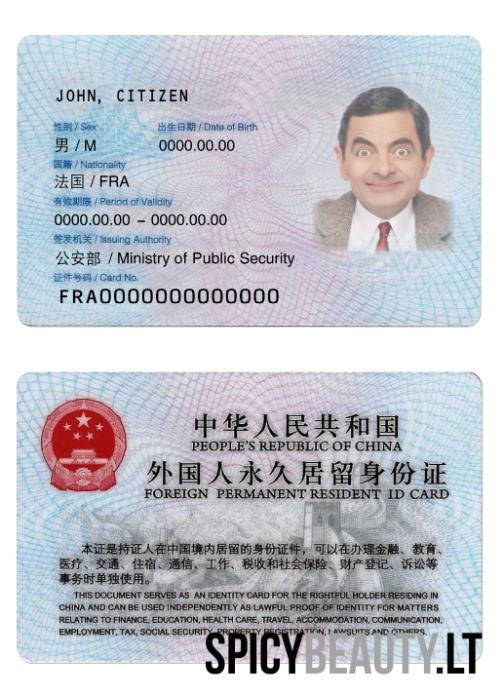 JOHN, CITIZEN
性别 / Sex 出生日期 / Date of Birth
男 / M 0000.00.00
国籍 / Nationality
法国 / FRA
有效期限 / Period of Validity
0000.00.00 – 0000.00.00
签发机关 / Issuing Authority
公安部 / Ministry of Public Security
证件号码 / Card No.
FRA0000000000000
中华人民共和国
PEOPLE'S REPUBLIC OF CHINA
外国人永久居留身份证
FOREIGN PERMANENT RESIDENT ID CARD
本证是持证人在中国境内居留的身份证件，可以在办理金融、教育、
医疗、交通、住宿、通信、工作、税收和社会保险、财产登记、诉讼等
事务时单独使用。
THIS DOCUMENT SERVES AS AN IDENTITY CARD FOR THE RIGHTFUL HOLDER RESIDING IN
CHINA AND CAN BE USED INDEPENDENTLY AS LAWFUL PROOF OF IDENTITY FOR MATTERS
RELATING TO FINANCE, EDUCATION, HEALTH CARE, TRAVEL, ACCOMMODATION, COMMUNICATION,
EMPLOYMENT, TAX, SOCIAL SECURITY, PROPERTY REGISTRATION, LAWSUITS AND OTHERS.
SPICYBEAUTY.LT